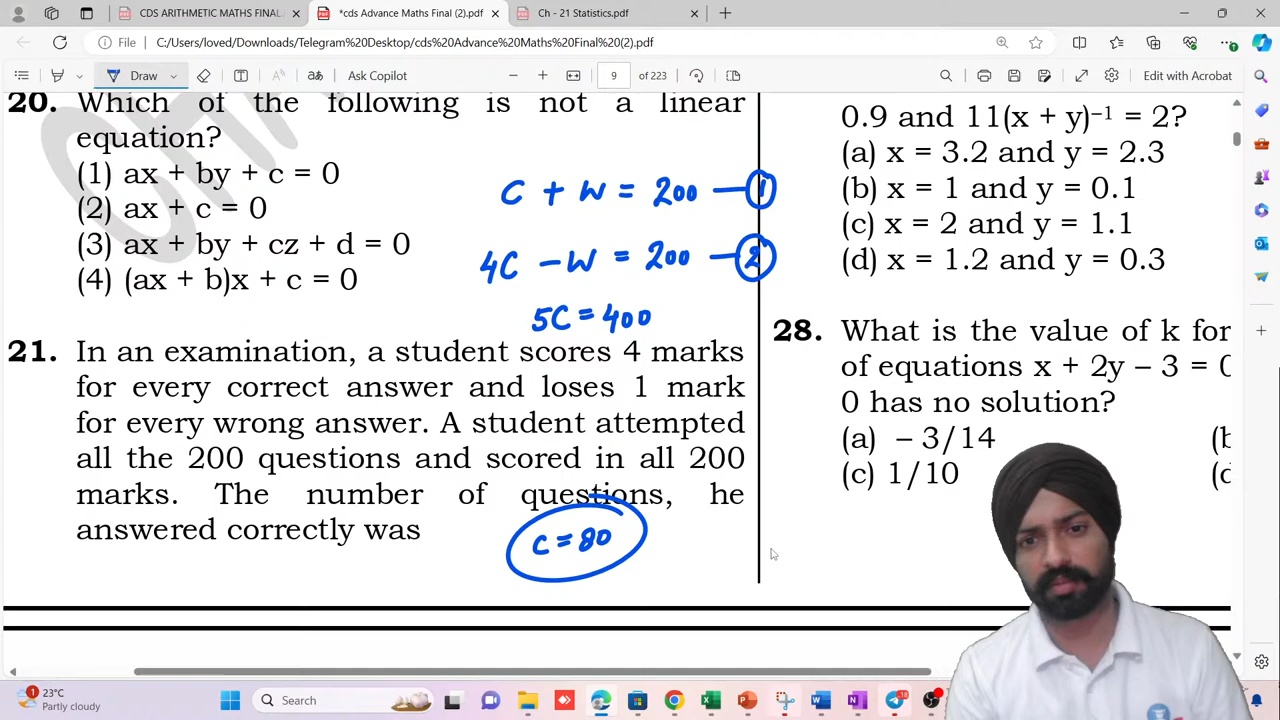 CDS ARITHMETIC MATHS FINAL
*cds Advance Maths Final (2).pdf
Ch - 21 Statistics.pdf
File
C:/Users/loved/Downloads/Telegram%20Desktop/cds%20Advance%20Maths%20Final%20(2).pdf
Draw
Ask Copilot
9
of 223
Edit with Acrobat
20. Which of the following is not a linear
equation?
(1) ax + by + c = 0
(2) ax + c = 0
(3) ax + by + cz + d = 0
(4) (ax + b)x + c = 0
C + W = 200 — 1
4C - W = 200 — 2
5C = 400
21. In an examination, a student scores 4 marks
for every correct answer and loses 1 mark
for every wrong answer. A student attempted
all the 200 questions and scored in all 200
marks. The number of questions, he
answered correctly was
C = 80
0.9 and 11(x + y)⁻¹ = 2?
(a) x = 3.2 and y = 2.3
(b) x = 1 and y = 0.1
(c) x = 2 and y = 1.1
(d) x = 1.2 and y = 0.3
28. What is the value of k for
of equations x + 2y – 3 = 0
0 has no solution?
(a) – 3/14
(b
(c) 1/10
(d
1
23°C
Partly cloudy
Search